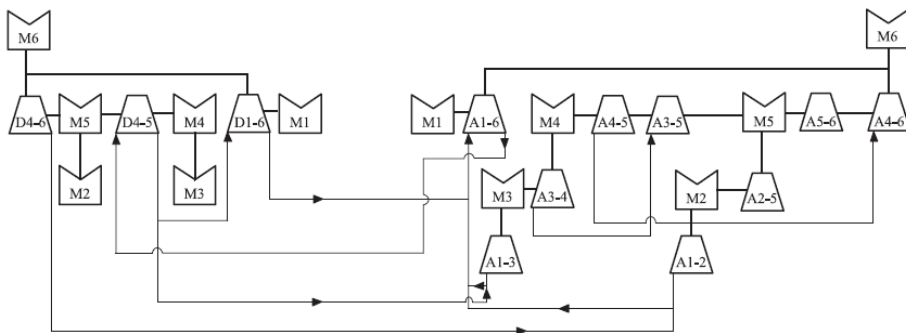 M6 M6
D4-6 M5 D4-5 M4 D1-6 M1 M1 A1-6 M4 A4-5 A3-5 M5 A5-6 A4-6
M2 M3 M3 A3-4 M2 A2-5
A1-3 A1-2